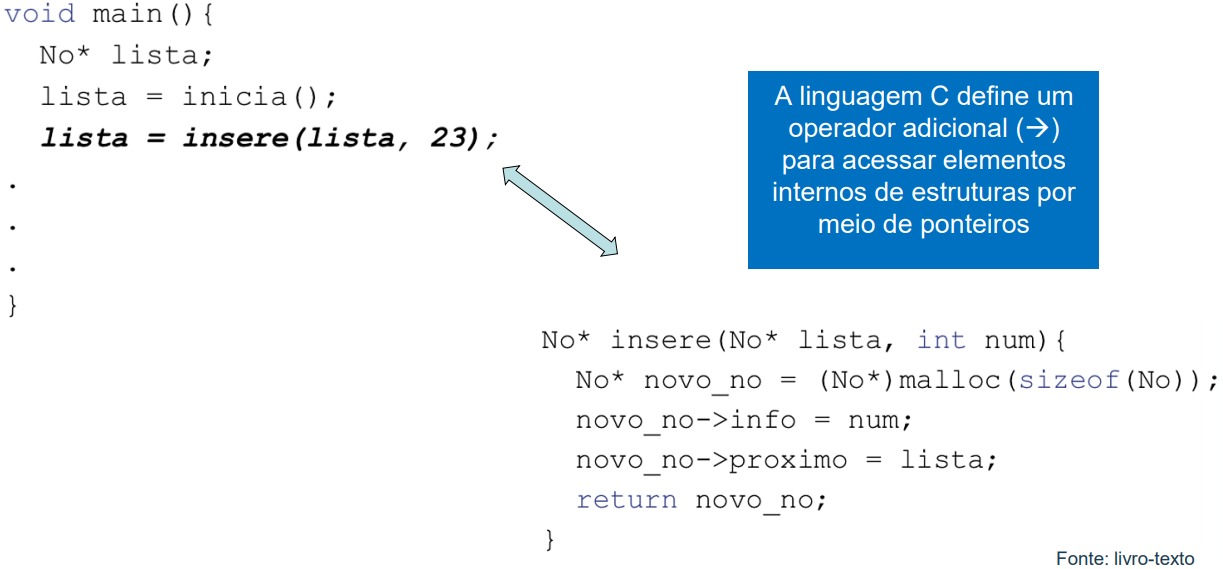 void main(){
No* lista;
lista = inicia();
lista = insere(lista, 23);
.
.
.
}
A linguagem C define um
operador adicional (→)
para acessar elementos
internos de estruturas por
meio de ponteiros
No* insere(No* lista, int num){
No* novo_no = (No*)malloc(sizeof(No));
novo_no->info = num;
novo_no->proximo = lista;
return novo_no;
}
Fonte: livro-texto